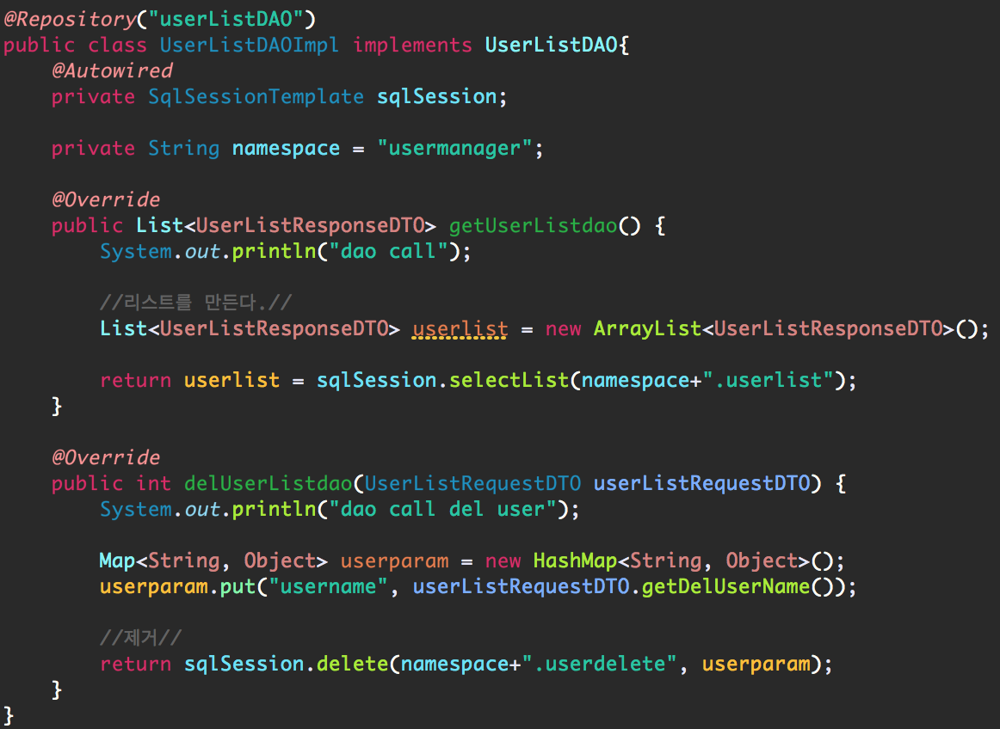 @Repository("userListDAO")
public class UserListDAOImpl implements UserListDAO{
    @Autowired
    private SqlSessionTemplate sqlSession;

    private String namespace = "usermanager";

    @Override
    public List<UserListResponseDTO> getUserListdao() {
        System.out.println("dao call");

        //리스트를 만든다.//
        List<UserListResponseDTO> userlist = new ArrayList<UserListResponseDTO>();

        return userlist = sqlSession.selectList(namespace+".userlist");
    }

    @Override
    public int delUserListdao(UserListRequestDTO userListRequestDTO) {
        System.out.println("dao call del user");

        Map<String, Object> userparam = new HashMap<String, Object>();
        userparam.put("username", userListRequestDTO.getDelUserName());

        //제거//
        return sqlSession.delete(namespace+".userdelete", userparam);
    }
}